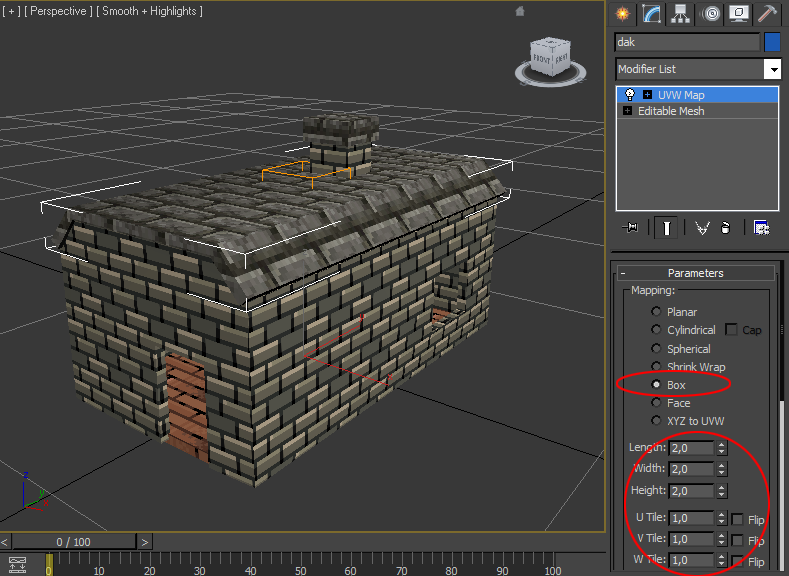 [ + ] [ Perspective ] [ Smooth + Highlights ]
FRONT
dak
Modifier List
UVW Map
Editable Mesh
Parameters
Mapping:
Planar
Cylindrical Cap
Spherical
Shrink Wrap
Box
Face
XYZ to UVW
Length: 2,0
Width: 2,0
Height: 2,0
U Tile: 1,0 Flip
V Tile: 1,0 Flip
W Tile: 1,0 Flip
z
< 0 / 100 >
0 10 20 30 40 50 60 70 80 90 100